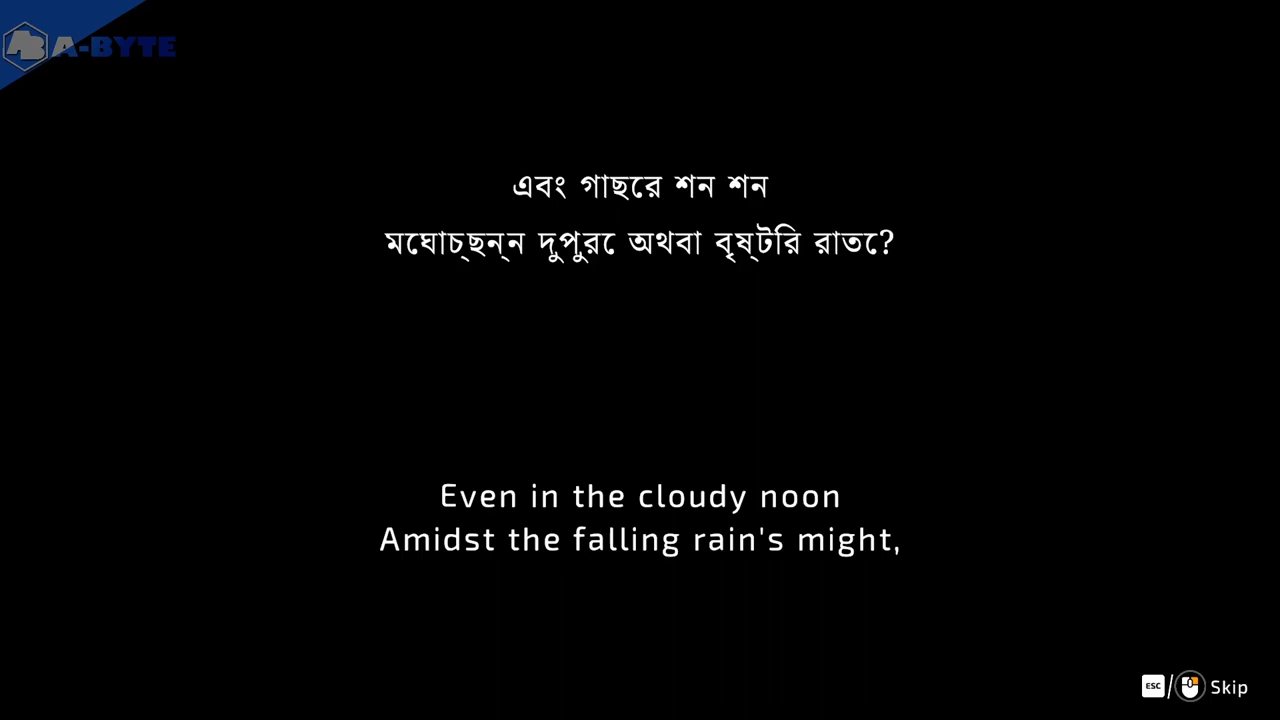 A-BYTE
এবং গাছরে শন শন
মঘোচ্ছন্ন দুপুরে অথবা বৃষ্টরি রাতে?
Even in the cloudy noon
Amidst the falling rain's might,
ESC/ Skip